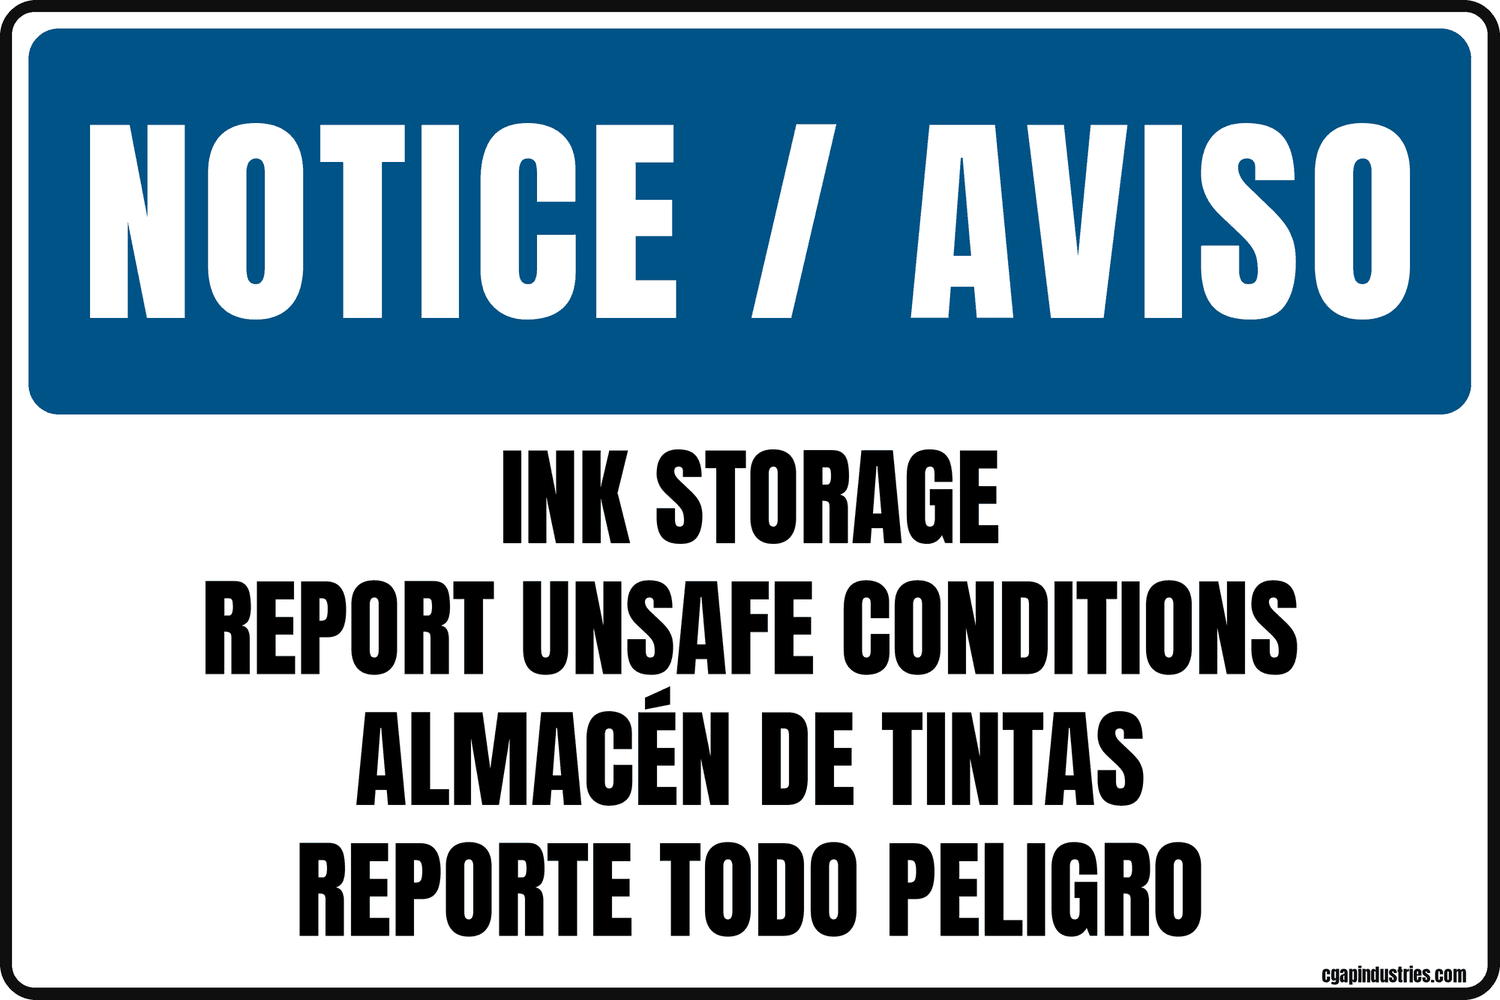 NOTICE / AVISO
INK STORAGE
REPORT UNSAFE CONDITIONS
ALMACÉN DE TINTAS
REPORTE TODO PELIGRO
cgapindustries.com